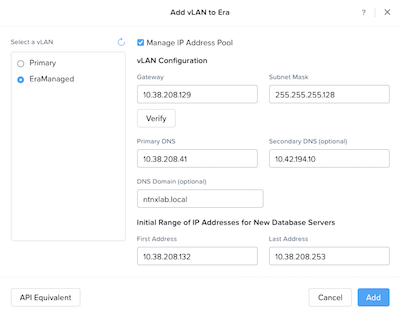 Add vLAN to Era
?
Select a vLAN
Primary
EraManaged
Manage IP Address Pool
vLAN Configuration
Gateway
Subnet Mask
10.38.208.129
255.255.255.128
Verify
Primary DNS
Secondary DNS (optional)
10.38.208.41
10.42.194.10
DNS Domain (optional)
ntnxlab.local
Initial Range of IP Addresses for New Database Servers
First Address
Last Address
10.38.208.132
10.38.208.253
API Equivalent
Cancel
Add